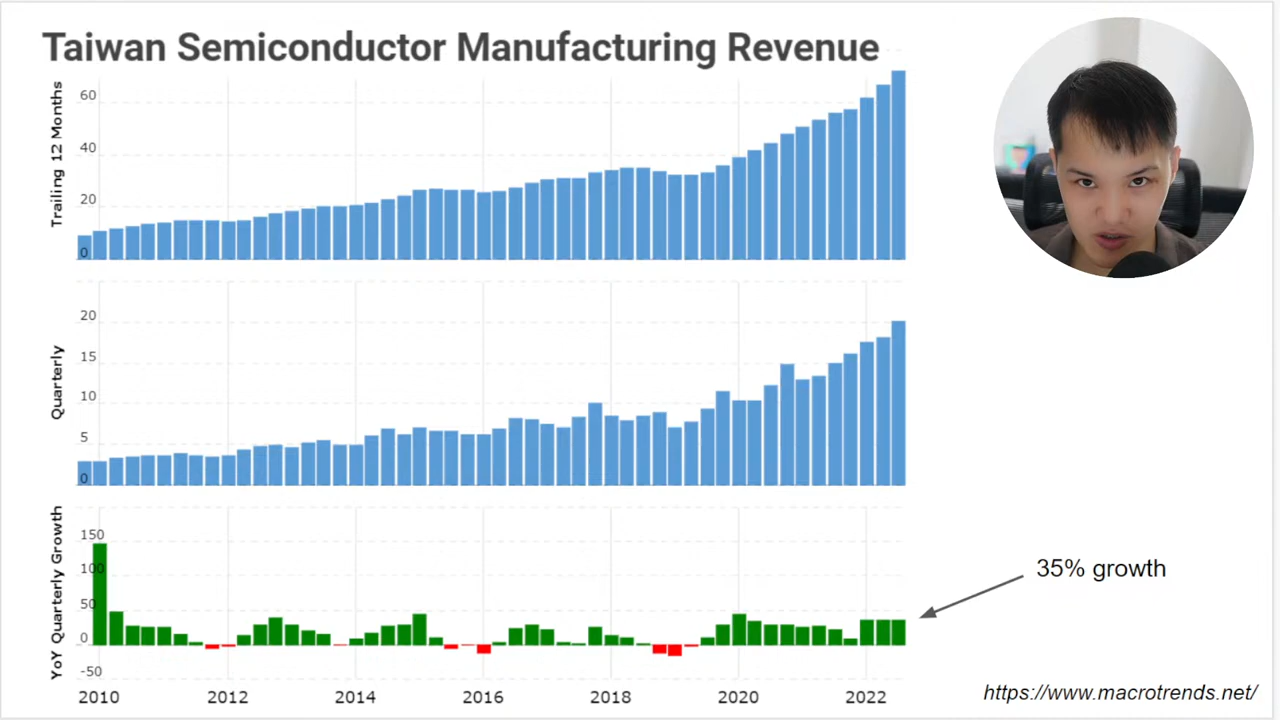 Taiwan Semiconductor Manufacturing Revenue
Trailing 12 Months
60
40
20
0
Quarterly
20
15
10
5
0
YoY Quarterly Growth
150
100
50
0
-50
2010 2012 2014 2016 2018 2020 2022
35% growth
https://www.macrotrends.net/